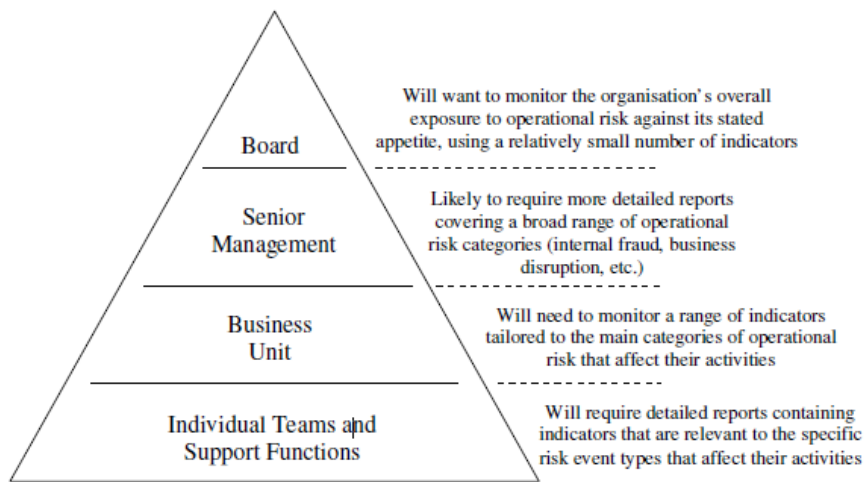 Board
Will want to monitor the organisation's overall
exposure to operational risk against its stated
appetite, using a relatively small number of indicators
Senior
Management
Likely to require more detailed reports
covering a broad range of operational
risk categories (internal fraud, business
disruption, etc.)
Business
Unit
Will need to monitor a range of indicators
tailored to the main categories of operational
risk that affect their activities
Individual Teams and
Support Functions
Will require detailed reports containing
indicators that are relevant to the specific
risk event types that affect their activities